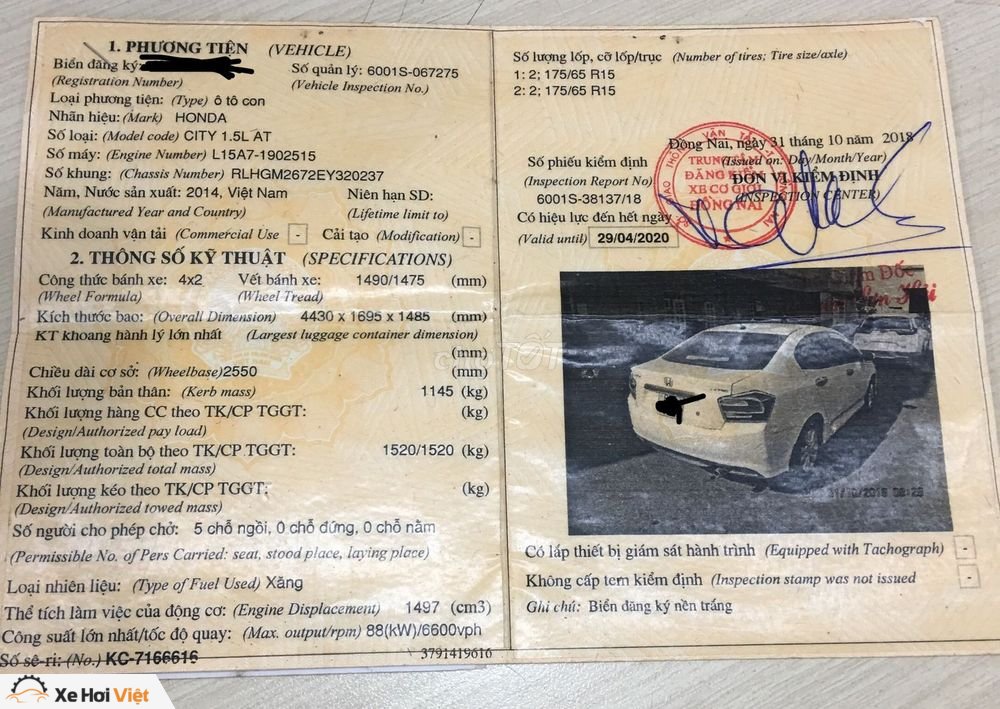 1. PHƯƠNG TIỆN (VEHICLE)
Biển đăng ký:
(Registration Number)
Số quản lý: 6001S-067275
(Vehicle Inspection No.)
Loại phương tiện: (Type) ô tô con
Nhãn hiệu: (Mark) HONDA
Số loại: (Model code) CITY 1.5L AT
Số máy: (Engine Number) L15A7-1902515
Số khung: (Chassis Number) RLHGM2672EY320237
Năm, Nước sản xuất: 2014, Việt Nam
(Manufactured Year and Country)
Niên hạn SD:
(Lifetime limit to)
Kinh doanh vận tải (Commercial Use - Cải tạo (Modification) -
2. THÔNG SỐ KỸ THUẬT (SPECIFICATIONS)
Công thức bánh xe: 4x2
(Wheel Formula)
Vết bánh xe: 1490/1475 (mm)
(Wheel Tread)
Kích thước bao: (Overall Dimension) 4430 x 1695 x 1485 (mm)
KT khoang hành lý lớn nhất (Largest luggage container dimension)
(mm)
Chiều dài cơ sở: (Wheelbase)2550 (mm)
Khối lượng bản thân: (Kerb mass) 1145 (kg)
Khối lượng hàng CC theo TK/CP TGGT: (kg)
(Design/Authorized pay load)
Khối lượng toàn bộ theo TK/CP TGGT: 1520/1520 (kg)
(Design/Authorized total mass)
Khối lượng kéo theo TK/CP TGGT: (kg)
(Design/Authorized towed mass)
Số người cho phép chở: 5 chỗ ngồi, 0 chỗ đứng, 0 chỗ nằm
(Permissible No. of Pers Carried: seat, stood place, laying place)
Loại nhiên liệu: (Type of Fuel Used) Xăng
Thể tích làm việc của động cơ: (Engine Displacement) 1497 (cm3)
Công suất lớn nhất/tốc độ quay: (Max. output/rpm) 88(kW)/6600vph
Số sê-ri: (No.) KC-7166616
3791419616
Số lượng lốp, cỡ lốp/trục (Number of tires; Tire size/axle)
1: 2; 175/65 R15
2: 2; 175/65 R15
Đồng Nai, ngày 31 tháng 10 năm 2018
(Issued on: Day/Month/Year)
Số phiếu kiểm định
(Inspection Report No)
6001S-38137/18
ĐƠN VỊ KIỂM ĐỊNH
(INSPECTION CENTER)
TRUNG TÂM
ĐĂNG KIỂM
XE CƠ GIỚI
ĐỒNG NAI
Có hiệu lực đến hết ngày
(Valid until) 29/04/2020
Giám Đốc
31/10/2018 08:26
Có lắp thiết bị giám sát hành trình (Equipped with Tachograph) -
Không cấp tem kiểm định (Inspection stamp was not issued -
Ghi chú: Biển đăng ký nền trắng
chợTỐT
Xe Hơi Việt